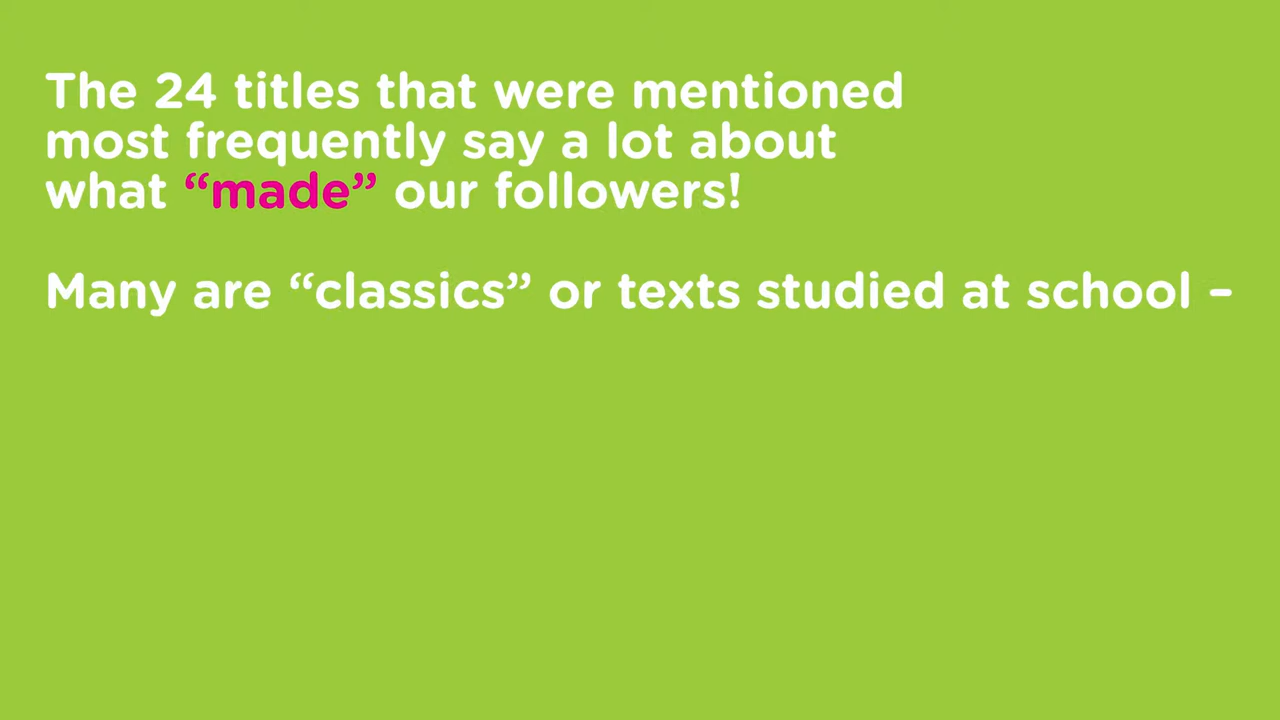 The 24 titles that were mentioned
most frequently say a lot about
what “made” our followers!
Many are “classics” or texts studied at school –